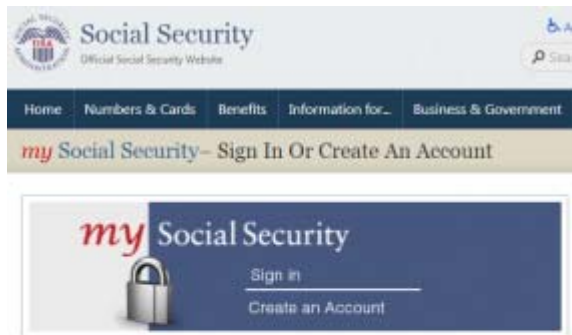 Social Security
Official Social Security Website
Home Numbers & Cards Benefits Information for... Business & Government
my Social Security– Sign In Or Create An Account
my Social Security
Sign in
Create an Account